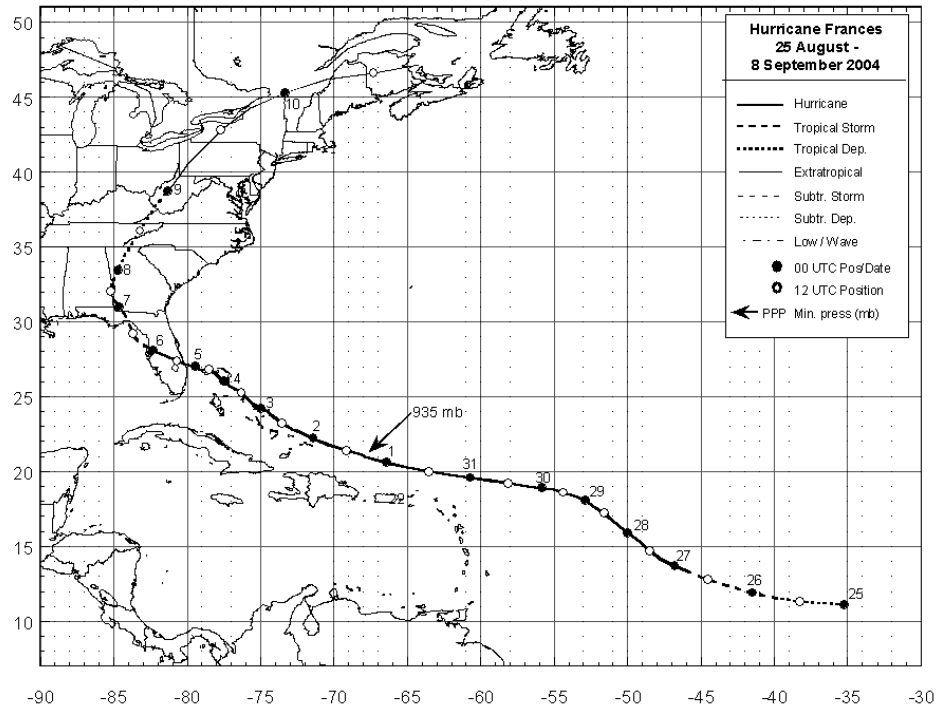 Hurricane Frances
25 August -
8 September 2004
Hurricane
Tropical Storm
Tropical Dep.
Extratropical
Subtr. Storm
Subtr. Dep.
Low / Wave
00 UTC Pos/Date
12 UTC Position
PPP Min. press (mb)
50
45
40
35
30
25
20
15
10
10
9
8
7
6
5
4
3
2
935 mb
1
31
30
29
28
27
26
25
-90 -85 -80 -75 -70 -65 -60 -55 -50 -45 -40 -35 -30